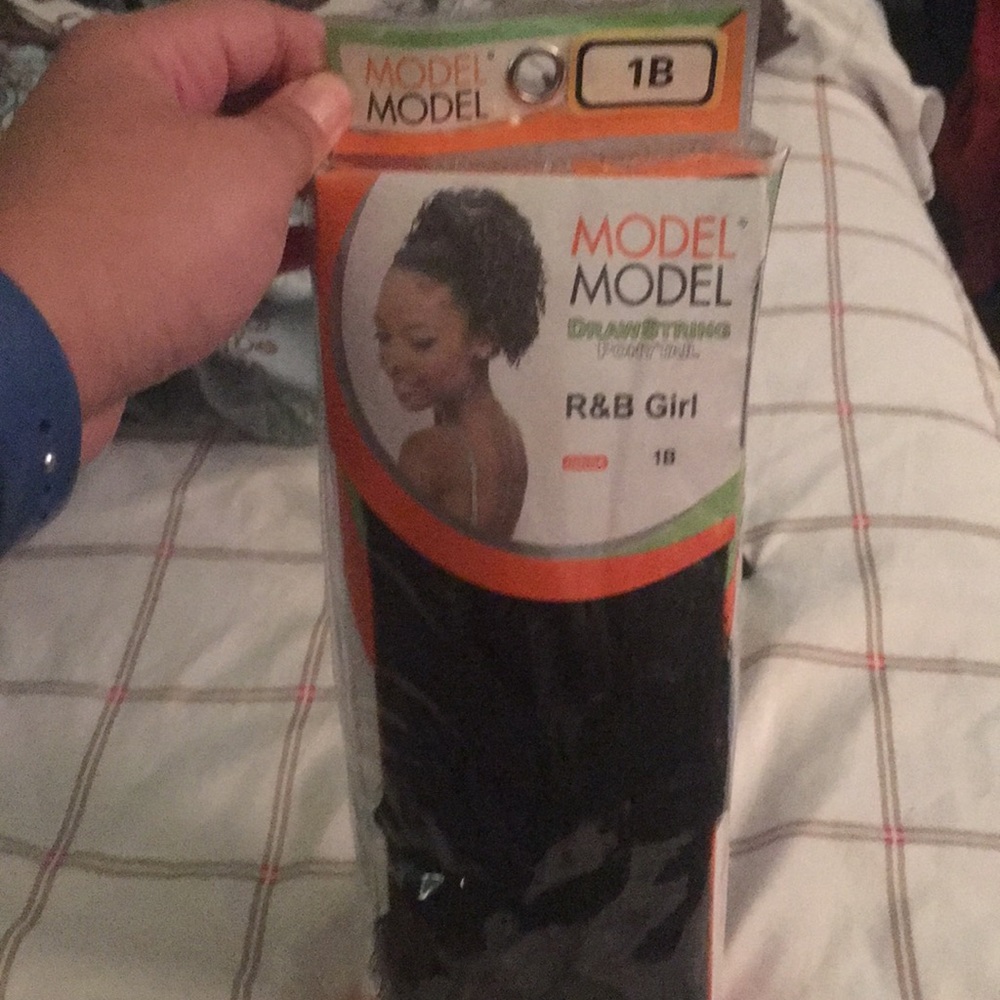 MODEL
MODEL
1B
MODEL
MODEL
DRAWSTRING
PONYTAIL
R&B Girl
1B